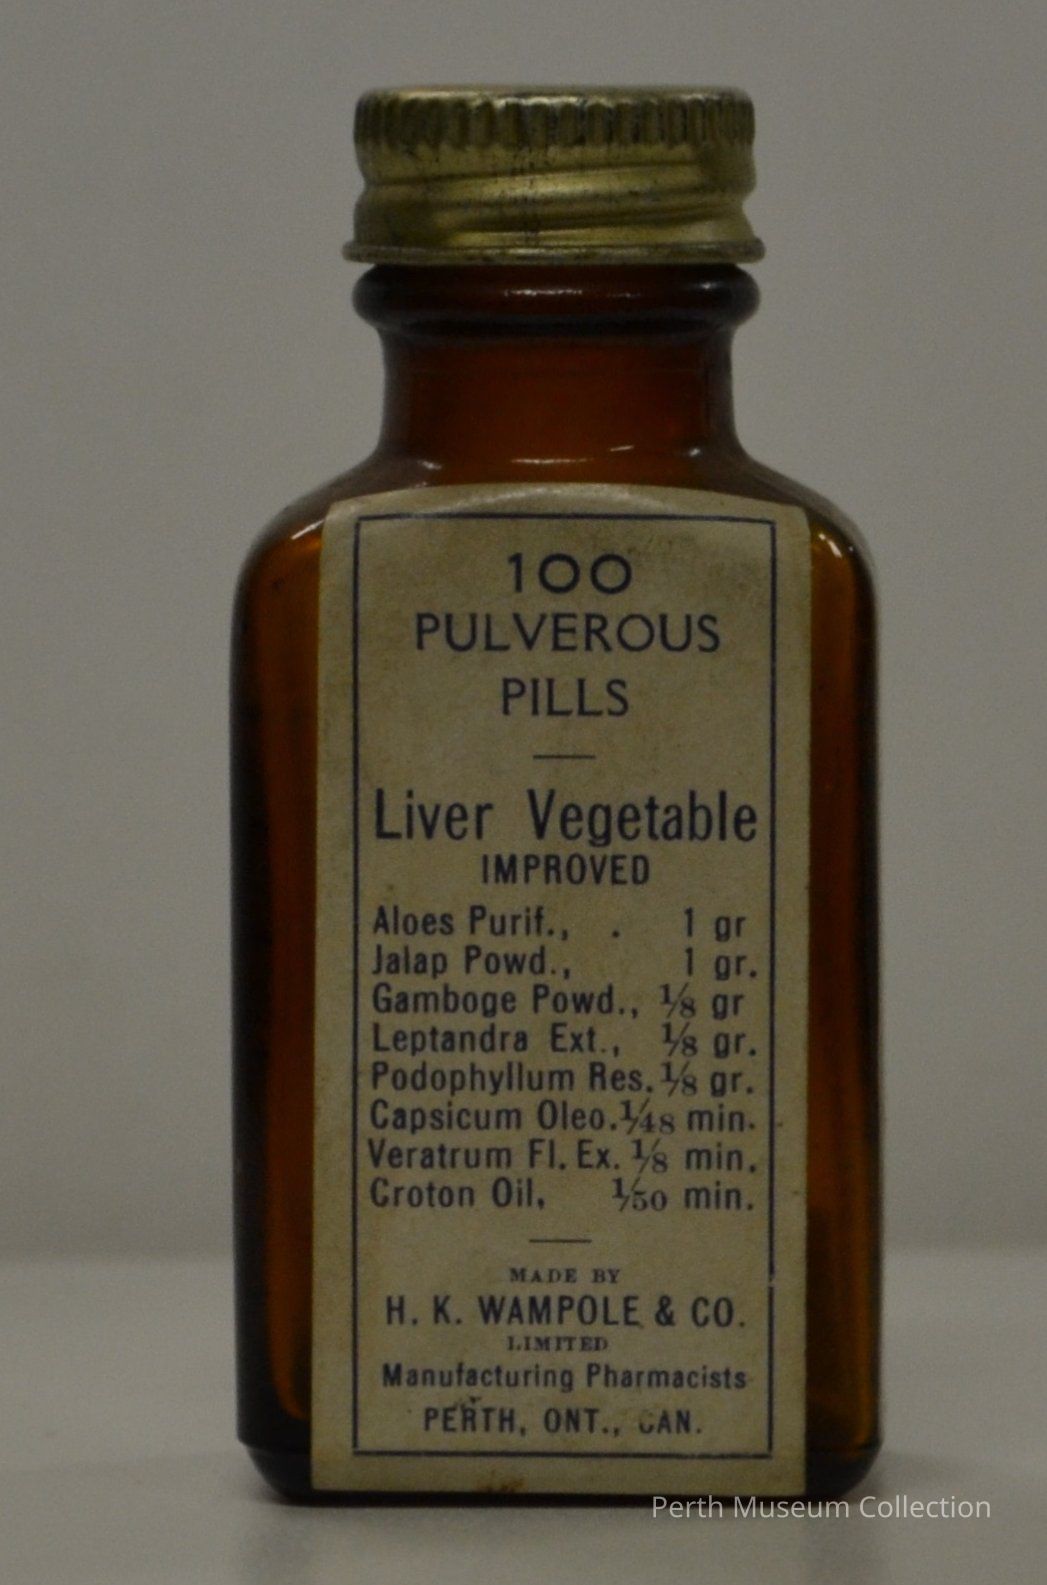 100
PULVEROUS
PILLS
Liver Vegetable
IMPROVED
Aloes Purif., . 1 gr
Jalap Powd., 1 gr.
Gamboge Powd., ⅛ gr
Leptandra Ext., ⅛ gr.
Podophyllum Res. ⅛ gr.
Capsicum Oleo. 1/48 min.
Veratrum Fl. Ex. ⅛ min.
Croton Oil, 1/50 min.
MADE BY
H. K. WAMPOLE & CO.
LIMITED
Manufacturing Pharmacists
PERTH, ONT., CAN.
Perth Museum Collection